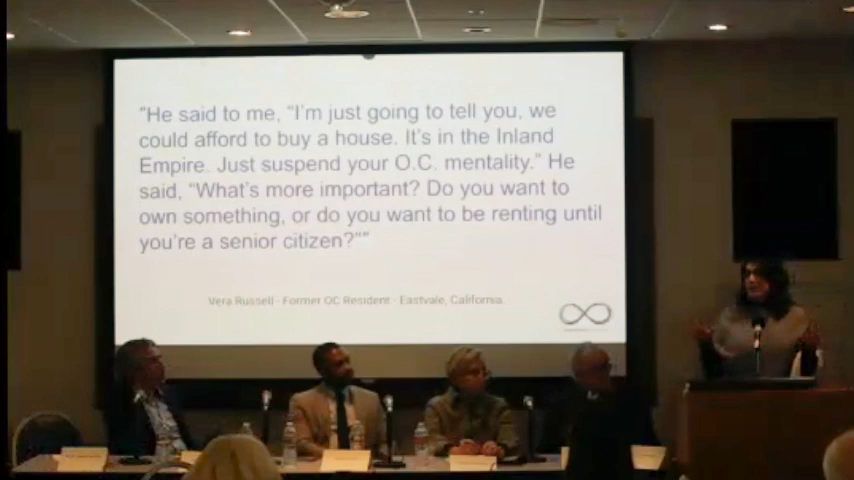 "He said to me, "I'm just going to tell you, we
could afford to buy a house. It's in the Inland
Empire. Just suspend your O.C. mentality." He
said, "What's more important? Do you want to
own something, or do you want to be renting until
you're a senior citizen?""
Vera Russell - Former OC Resident - Eastvale, California.